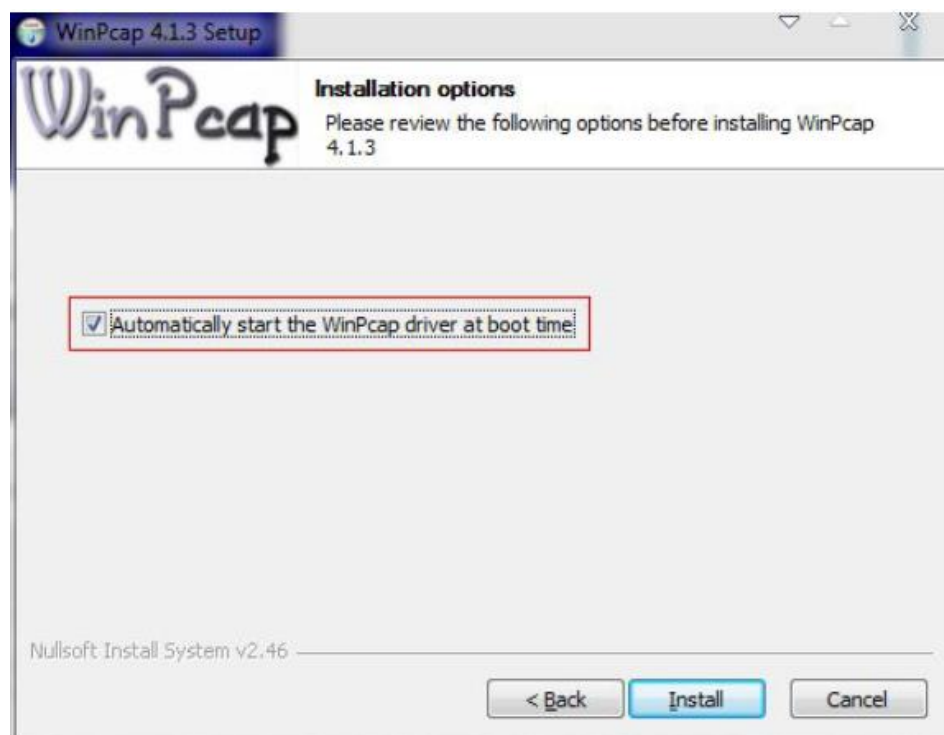 WinPcap 4.1.3 Setup
WinPcap
Installation options
Please review the following options before installing WinPcap
4.1.3
Automatically start the WinPcap driver at boot time
Nullsoft Install System v2.46
< Back
Install
Cancel